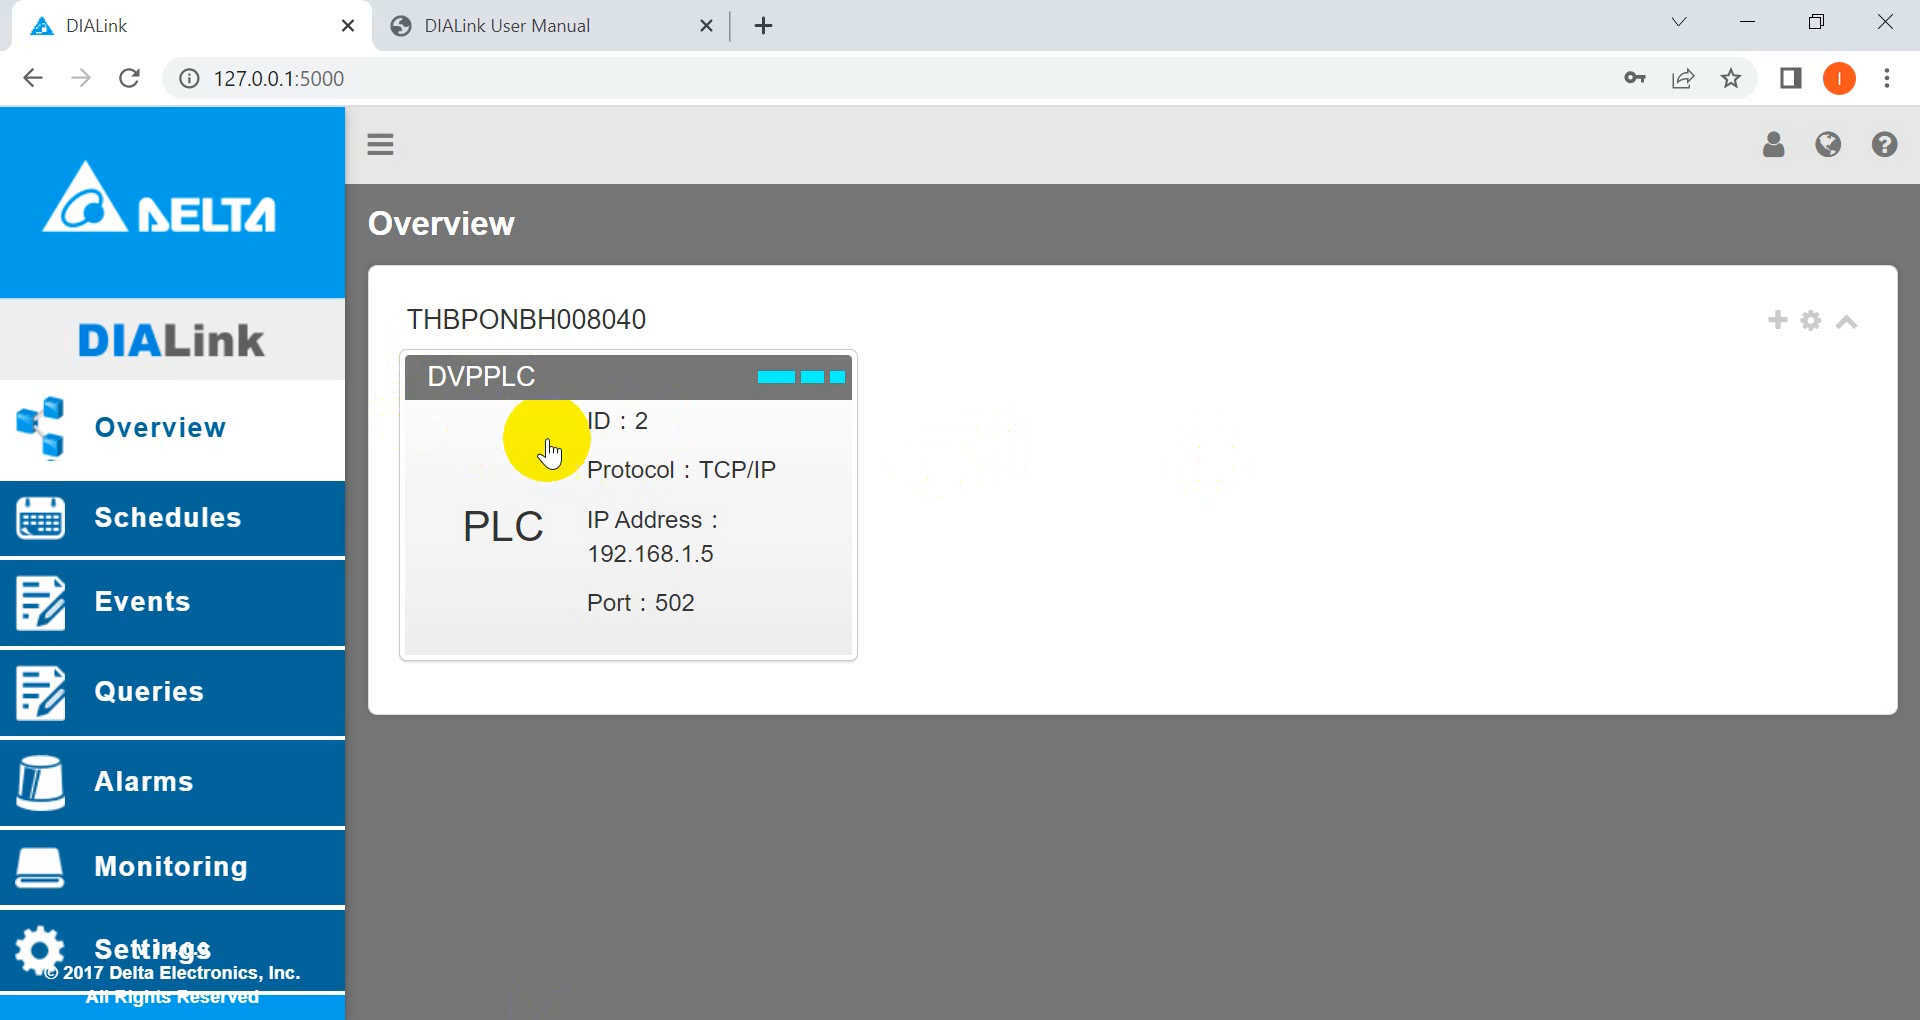 DIALink
DIALink User Manual
127.0.0.1:5000
I
DELTA
DIALink
Overview
Schedules
Events
Queries
Alarms
Monitoring
Settings
© 2017 Delta Electronics, Inc.
All Rights Reserved
Overview
THBPONBH008040
DVPPLC
PLC
ID : 2
Protocol : TCP/IP
IP Address :
192.168.1.5
Port : 502